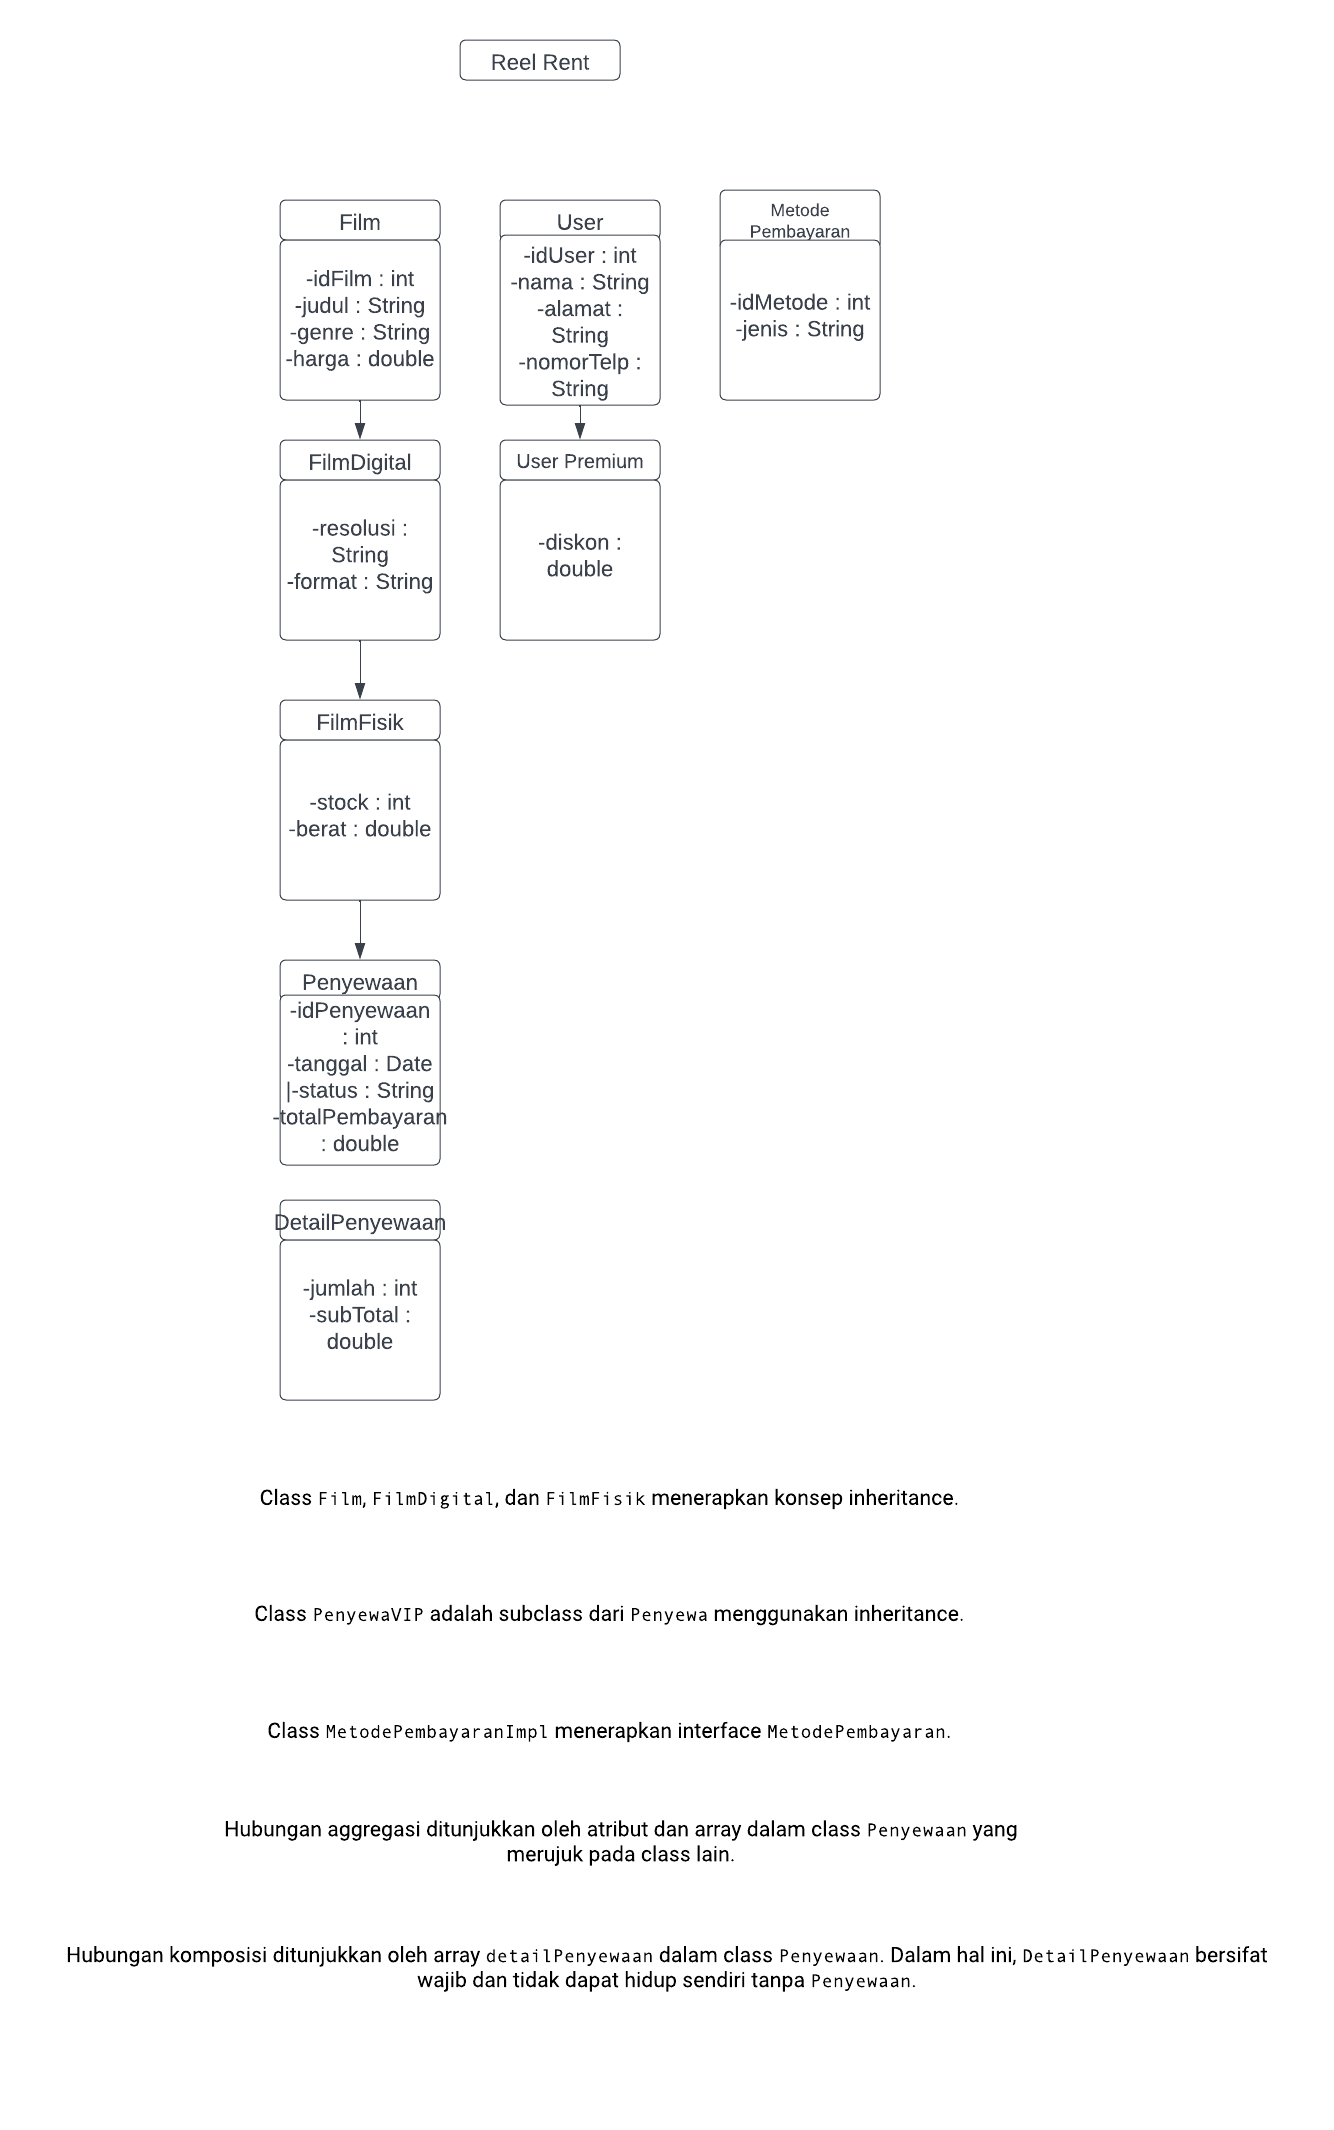 Reel Rent
Film
-idFilm : int
-judul : String
-genre : String
-harga : double
User
-idUser : int
-nama : String
-alamat :
String
-nomorTelp :
String
Metode
Pembayaran
-idMetode : int
-jenis : String
FilmDigital
-resolusi :
String
-format : String
User Premium
-diskon :
double
FilmFisik
-stock : int
-berat : double
Penyewaan
-idPenyewaan
: int
-tanggal : Date
|-status : String
-totalPembayaran
: double
DetailPenyewaan
-jumlah : int
-subTotal :
double
Class Film, FilmDigital, dan FilmFisik menerapkan konsep inheritance.
Class PenyewaVIP adalah subclass dari Penyewa menggunakan inheritance.
Class MetodePembayaranImpl menerapkan interface MetodePembayaran.
Hubungan aggregasi ditunjukkan oleh atribut dan array dalam class Penyewaan yang
merujuk pada class lain.
Hubungan komposisi ditunjukkan oleh array detailPenyewaan dalam class Penyewaan. Dalam hal ini, DetailPenyewaan bersifat
wajib dan tidak dapat hidup sendiri tanpa Penyewaan.